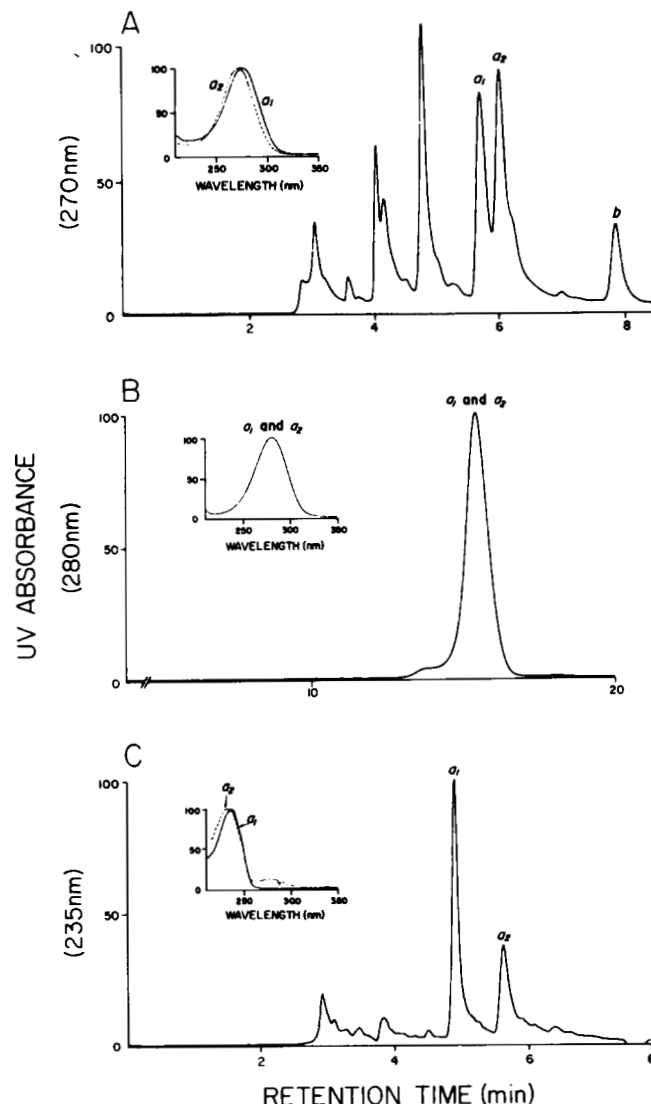 A
100
50
0
(270nm)
a1
a2
b
100
50
0
a2
a1
250
300
350
WAVELENGTH (nm)
2
4
6
8
B
100
50
0
UV ABSORBANCE
(280nm)
a1 and a2
a1 and a2
100
50
0
250
300
350
WAVELENGTH (nm)
10
20
C
100
50
0
(235nm)
a1
a2
a2
a1
100
50
0
300
WAVELENGTH (NM)
2
4
6
8
RETENTION TIME (min)